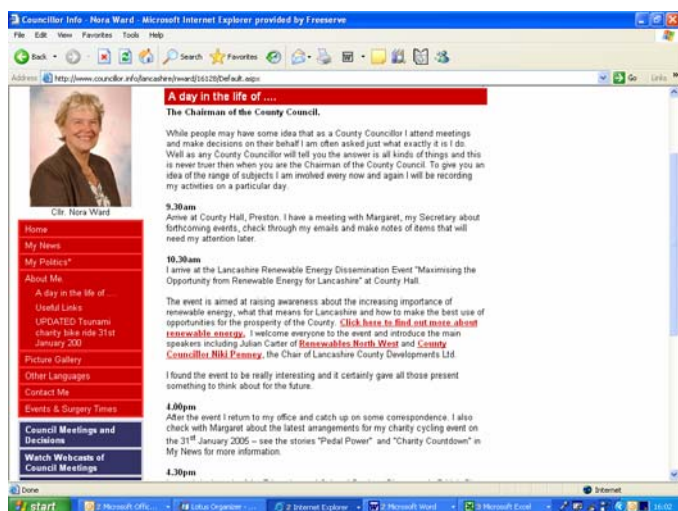 Councillor Info - Nora Ward - Microsoft Internet Explorer provided by Freeserve
File Edit View Favorites Tools Help
Back Search Favorites
Address http://www.councillor.info/lancashire/nward/16128/Default.aspx Go Links
A day in the life of ....
The Chairman of the County Council.
While people may have some idea that as a County Councillor I attend meetings
and make decisions on their behalf I am often asked just what exactly it is I do.
Well as any County Councillor will tell you the answer is all kinds of things and this
is never truer then when you are the Chairman of the County Council. To give you an
idea of the range of subjects I am involved every now and again I will be recording
my activities on a particular day.
Cllr. Nora Ward
Home
My News
My Politics*
About Me
A day in the life of ....
Useful Links
UPDATED Tsunami
charity bike ride 31st
January 200
Picture Gallery
Other Languages
Contact Me
Events & Surgery Times
Council Meetings and
Decisions
Watch Webcasts of
Council Meetings
9.30am
Arrive at County Hall, Preston. I have a meeting with Margaret, my Secretary about
forthcoming events, check through my emails and make notes of items that will
need my attention later.
10.30am
I arrive at the Lancashire Renewable Energy Dissemination Event "Maximising the
Opportunity from Renewable Energy for Lancashire" at County Hall.
The event is aimed at raising awareness about the increasing importance of
renewable energy, what that means for Lancashire and how to make the best use of
opportunities for the prosperity of the County. Click here to find out more about
renewable energy. I welcome everyone to the event and introduce the main
speakers including Julian Carter of Renewables North West and County
Councillor Niki Penney, the Chair of Lancashire County Developments Ltd.
I found the event to be really interesting and it certainly gave all those present
something to think about for the future.
4.00pm
After the event I return to my office and catch up on some correspondence. I also
check with Margaret about the latest arrangements for my charity cycling event on
the 31st January 2005 – see the stories "Pedal Power" and "Charity Countdown" in
My News for more information.
4.30pm
Done Internet
start 2 Microsoft Offic... Lotus Organizer - ... 2 Internet Explorer 2 Microsoft Word 3 Microsoft Excel 16:02